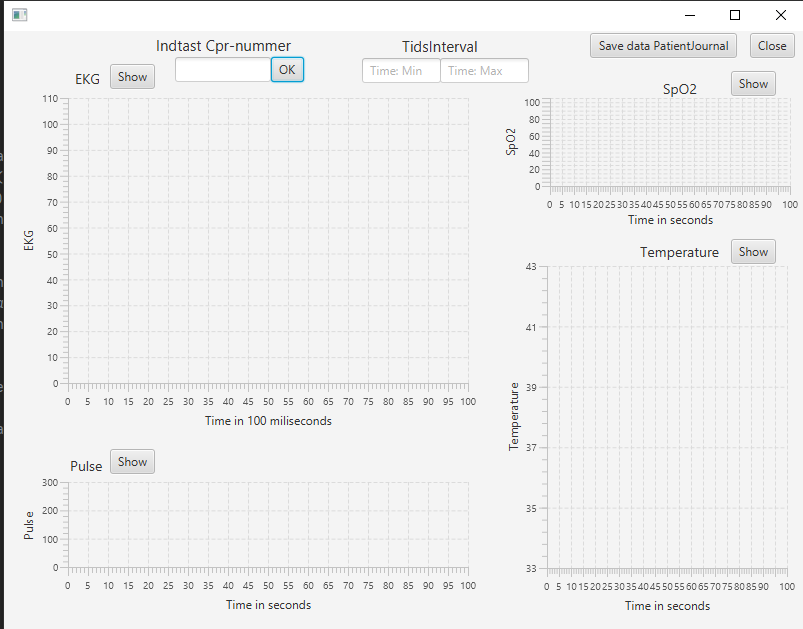 Indtast Cpr-nummer
TidsInterval
Save data PatientJournal
Close
EKG
Show
OK
Time: Min
Time: Max
110
100
90
80
70
60
50
40
30
20
10
0
EKG
0 5 10 15 20 25 30 35 40 45 50 55 60 65 70 75 80 85 90 95 100
Time in 100 miliseconds
SpO2
Show
100
80
60
40
20
0
SpO2
0 5 10 15 20 25 30 35 40 45 50 55 60 65 70 75 80 85 90 100
Time in seconds
Temperature
Show
43
41
39
37
35
33
Temperature
0 5 10 15 20 25 30 35 40 45 50 55 60 65 70 75 80 85 90 100
Time in seconds
Pulse
Show
300
200
100
0
Pulse
0 5 10 15 20 25 30 35 40 45 50 55 60 65 70 75 80 85 90 95 100
Time in seconds